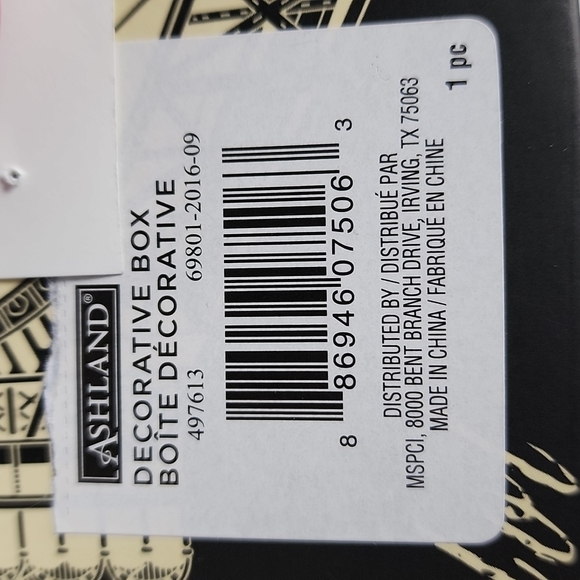 ASHLAND®
DECORATIVE BOX
BOÎTE DÉCORATIVE
497613 69801-2016-09
8 86946 07506 3
DISTRIBUTED BY / DISTRIBUÉ PAR
MSPCI, 8000 BENT BRANCH DRIVE, IRVING, TX 75063
MADE IN CHINA / FABRIQUÉ EN CHINE
1 pc